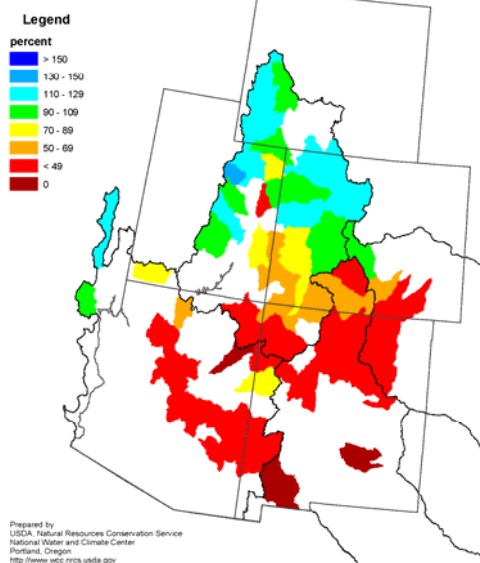 Legend
percent
> 150
130 - 150
110 - 129
90 - 109
70 - 89
50 - 69
< 49
0
Prepared by
USDA, Natural Resources Conservation Service
National Water and Climate Center
Portland, Oregon
http://www.wcc.nrcs.usda.gov